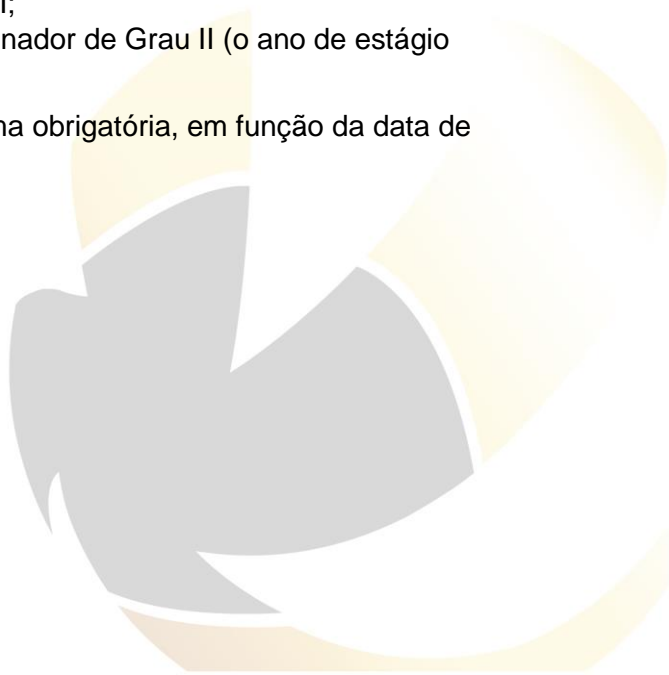 nador de Grau II (o ano de estágio
na obrigatória, em função da data de